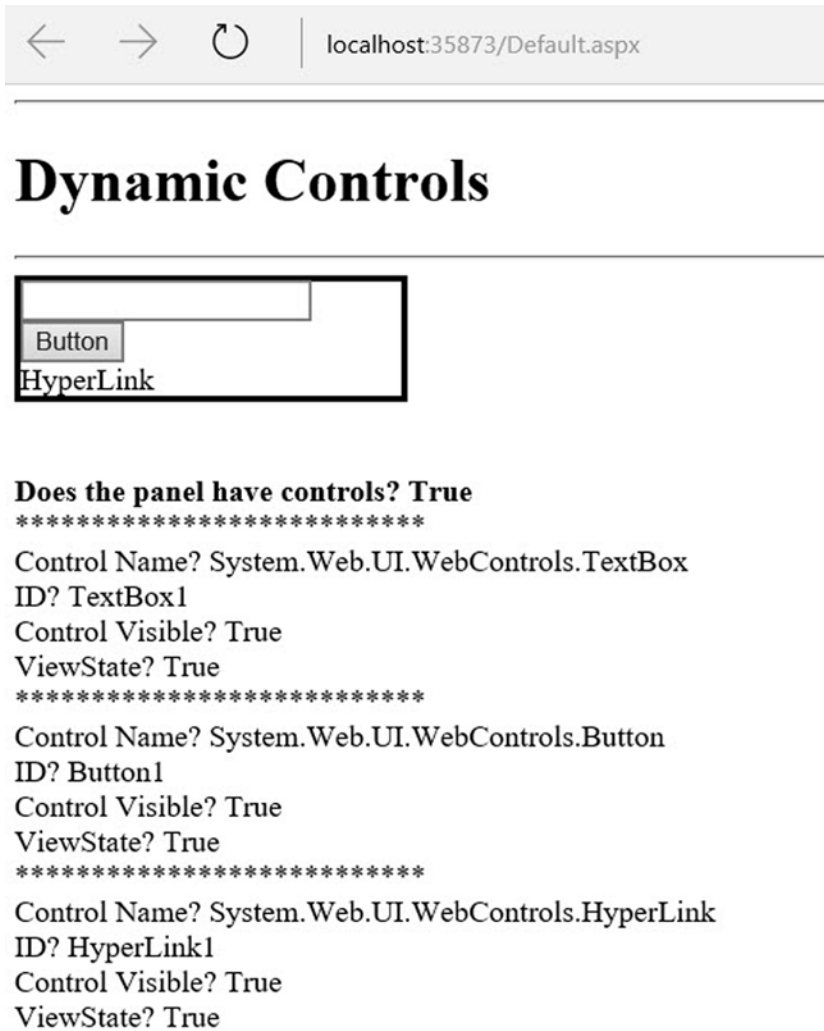 localhost:35873/Default.aspx
Dynamic Controls
Button
HyperLink
Does the panel have controls? True
***************************
Control Name? System.Web.UI.WebControls.TextBox
ID? TextBox1
Control Visible? True
ViewState? True
***************************
Control Name? System.Web.UI.WebControls.Button
ID? Button1
Control Visible? True
ViewState? True
***************************
Control Name? System.Web.UI.WebControls.HyperLink
ID? HyperLink1
Control Visible? True
ViewState? True